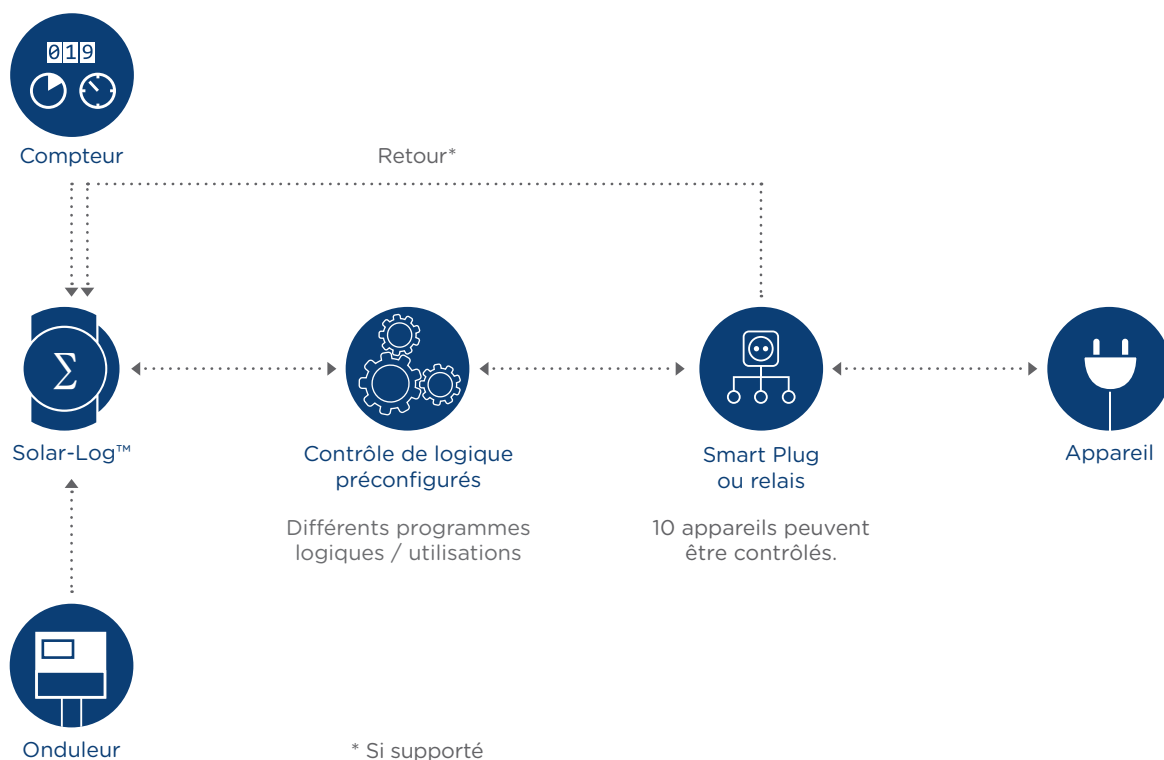 019
Compteur
Retour*
Σ
Solar-Log™
Contrôle de logique
préconfigurés
Différents programmes
logiques / utilisations
Smart Plug
ou relais
10 appareils peuvent
être contrôlés.
Appareil
Onduleur
* Si supporté